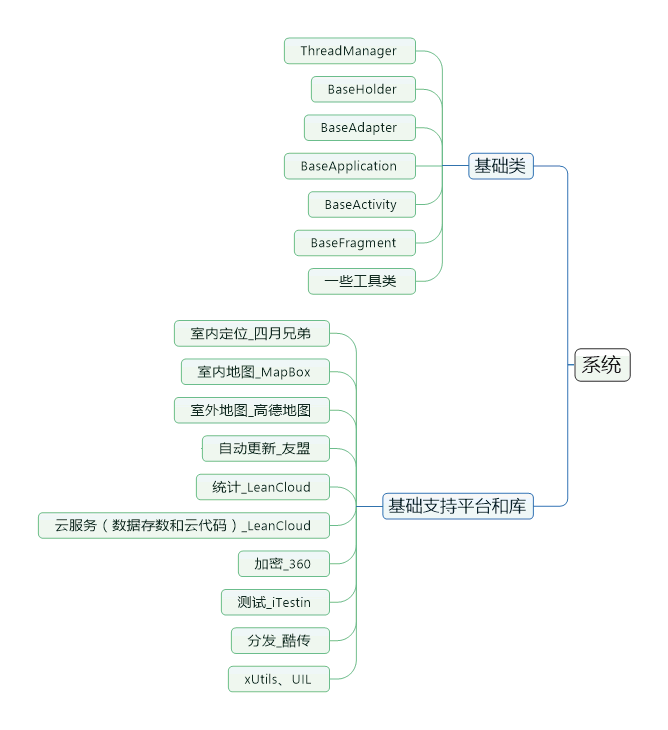 ThreadManager
BaseHolder
BaseAdapter
BaseApplication
基础类
BaseActivity
BaseFragment
一些工具类
室内定位_四月兄弟
系统
室内地图_MapBox
室外地图_高德地图
自动更新_友盟
统计_LeanCloud
基础支持平台和库
云服务（数据存数和云代码）_LeanCloud
加密_360
测试_iTestin
分发_酷传
xUtils、UIL